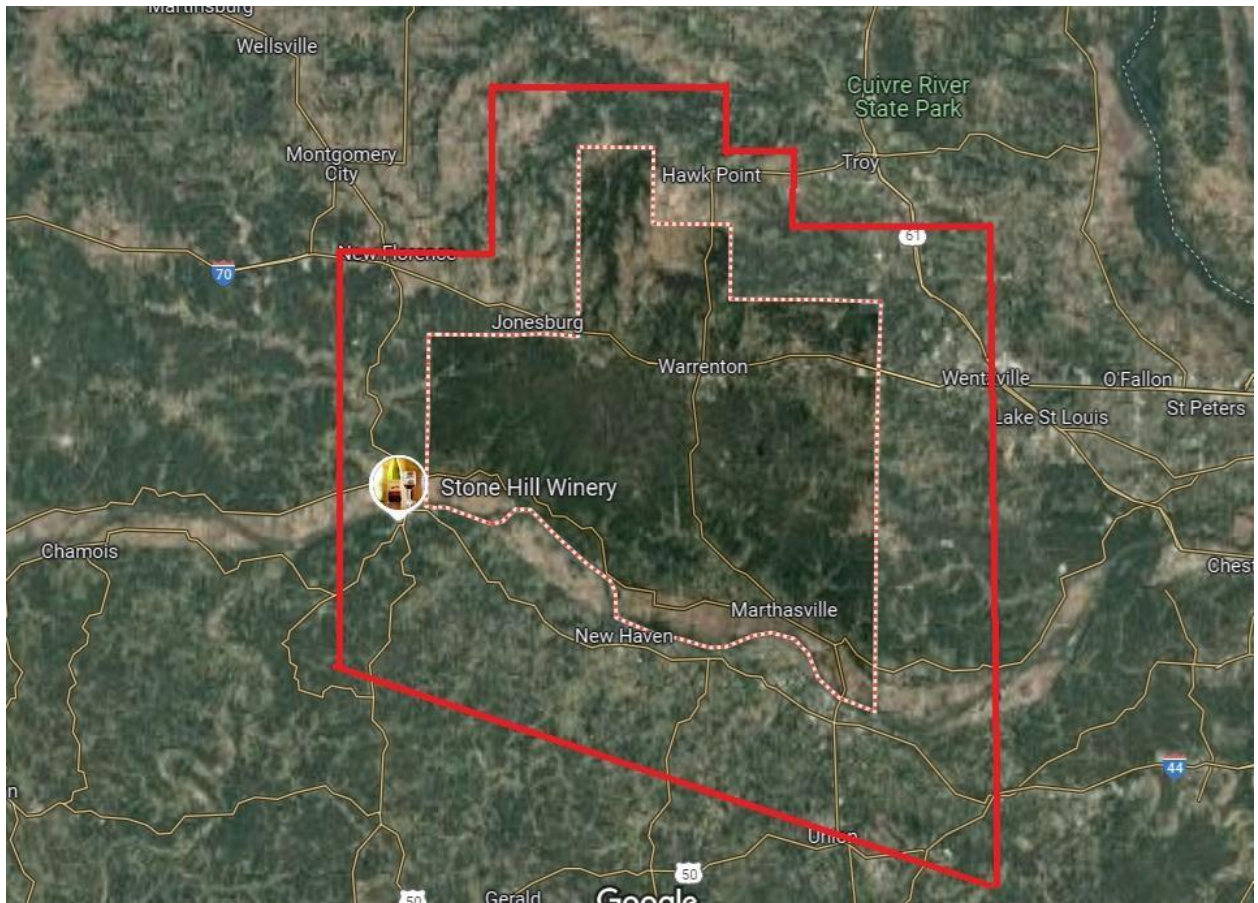 Martinsburg
Wellsville
Cuivre River
State Park
Montgomery
City
Hawk Point
Troy
61
New Florence
70
Jonesburg
Warrenton
Wentzville
O'Fallon
St Peters
Lake St Louis
Stone Hill Winery
Chamois
Chest
Marthasville
New Haven
44
n
Union
50
50
Gerald
Google